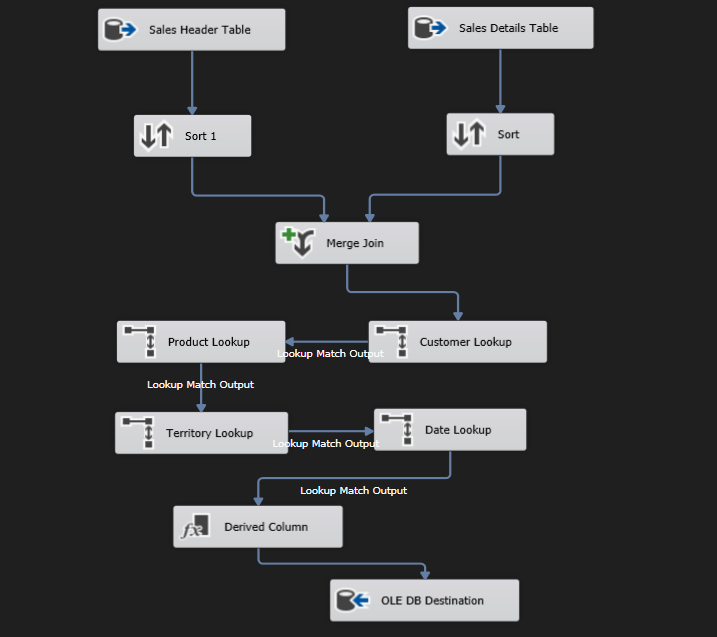 Sales Header Table
Sales Details Table
Sort 1
Sort
Merge Join
Product Lookup
Lookup Match Output
Customer Lookup
Lookup Match Output
Territory Lookup
Lookup Match Output
Date Lookup
Lookup Match Output
Derived Column
OLE DB Destination